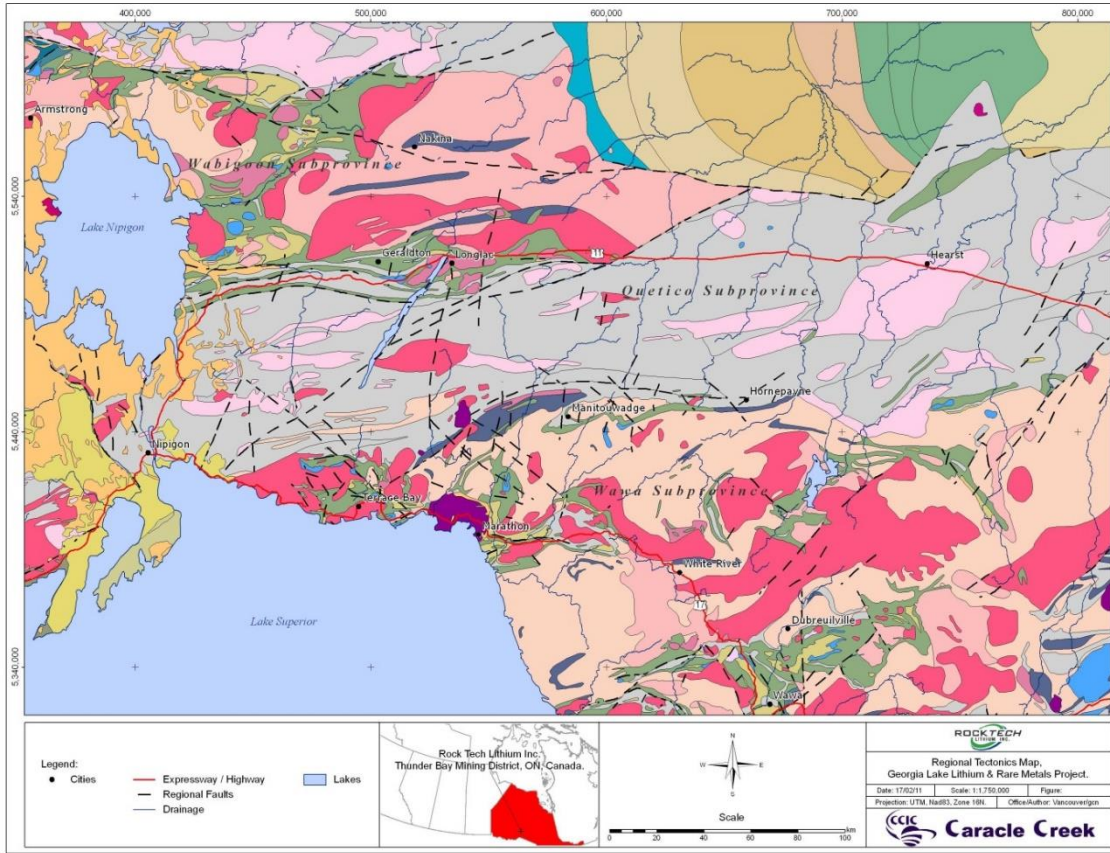 400,000 500,000 600,000 700,000 800,000
Armstrong
Nakina
Wabigoon Subprovince
5,540,000
Lake Nipigon
Geraldton
Longlac
11
Hearst
Quetico Subprovince
Hornepayne
Manitouwadge
5,440,000
Nipigon
Wawa Subprovince
Terrace Bay
Marathon
White River
17
Lake Superior
Dubreuilville
5,340,000
Wawa
Legend:
Cities
Expressway / Highway
Regional Faults
Drainage
Lakes
Rock Tech Lithium Inc.
Thunder Bay Mining District, ON, Canada.
N
W E
S
Scale
0 10 20 40 60 80 100 km
ROCKTECH
LITHIUM INC.
Regional Tectonics Map,
Georgia Lake Lithium & Rare Metals Project.
Date: 17/02/11 Scale: 1:1,750,000 Figure:
Projection: UTM, Nad83, Zone 16N. Office/Author: Vancouver/gcn
CCIC
Caracle Creek